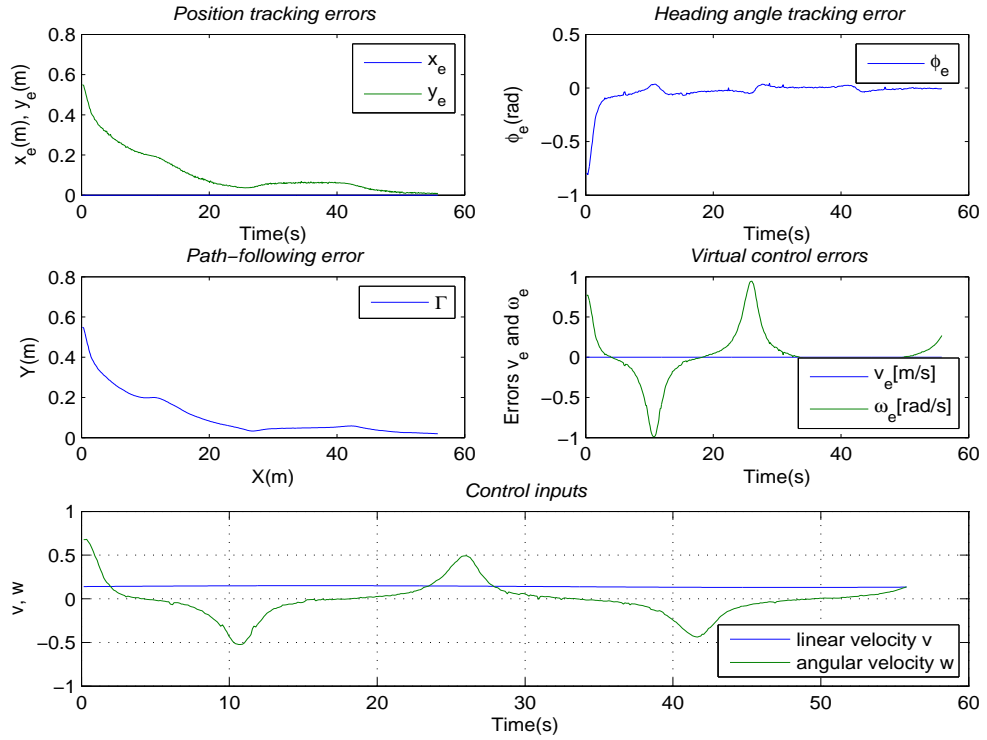 Position tracking errors
x_e(m), y_e(m)
0.8
0.6
0.4
0.2
0
x_e
y_e
0 20 40 60
Time(s)
Heading angle tracking error
ϕ_e(rad)
0.5
0
−0.5
−1
ϕ_e
0 20 40 60
Time(s)
Path−following error
Y(m)
0.8
0.6
0.4
0.2
0
Γ
0 20 40 60
X(m)
Virtual control errors
Errors v_e and ω_e
1
0.5
0
−0.5
−1
v_e[m/s]
ω_e[rad/s]
0 20 40 60
Time(s)
Control inputs
v, w
1
0.5
0
−0.5
−1
linear velocity v
angular velocity w
0 10 20 30 40 50 60
Time(s)